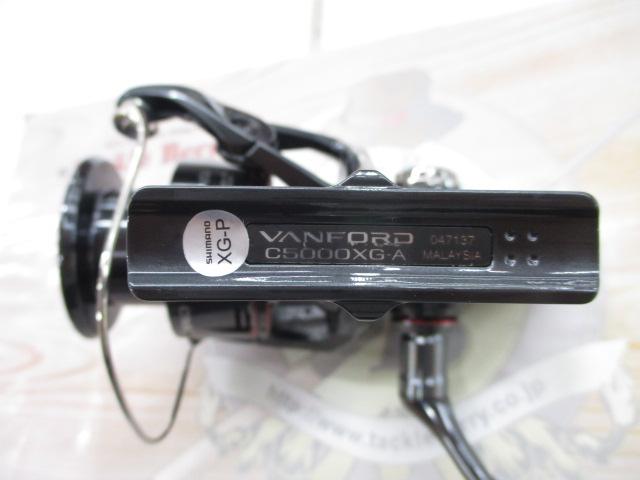 SHIMANO
XG-P
VANFORD
C5000XG-A
047137
MALAYSIA
http://www.tackleberry.co.jp